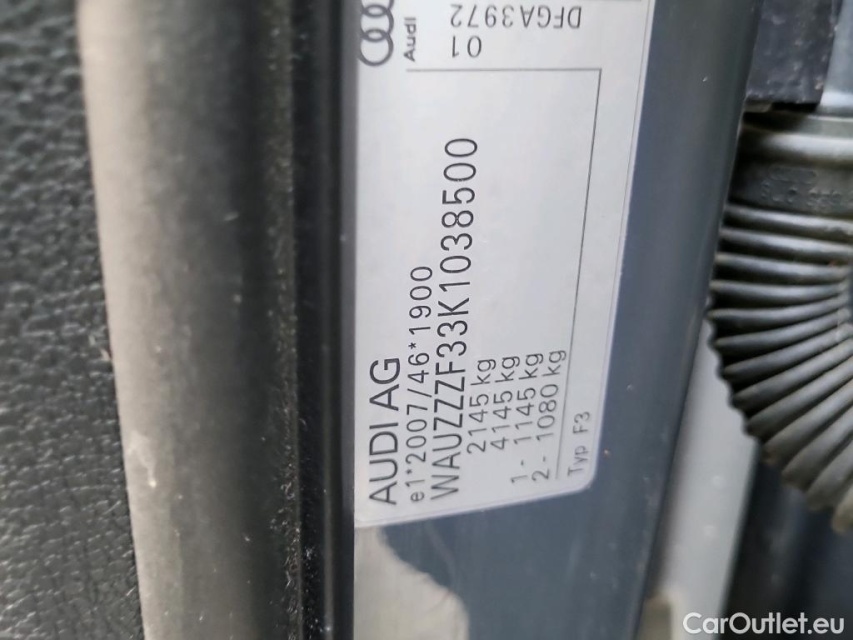 AUDI AG
e1*2007/46*1900
WAUZZZF33K1038500
2145 kg
4145 kg
1- 1145 kg
2- 1080 kg
Typ F3
Audi
01
DFGA3972
CarOutlet.eu